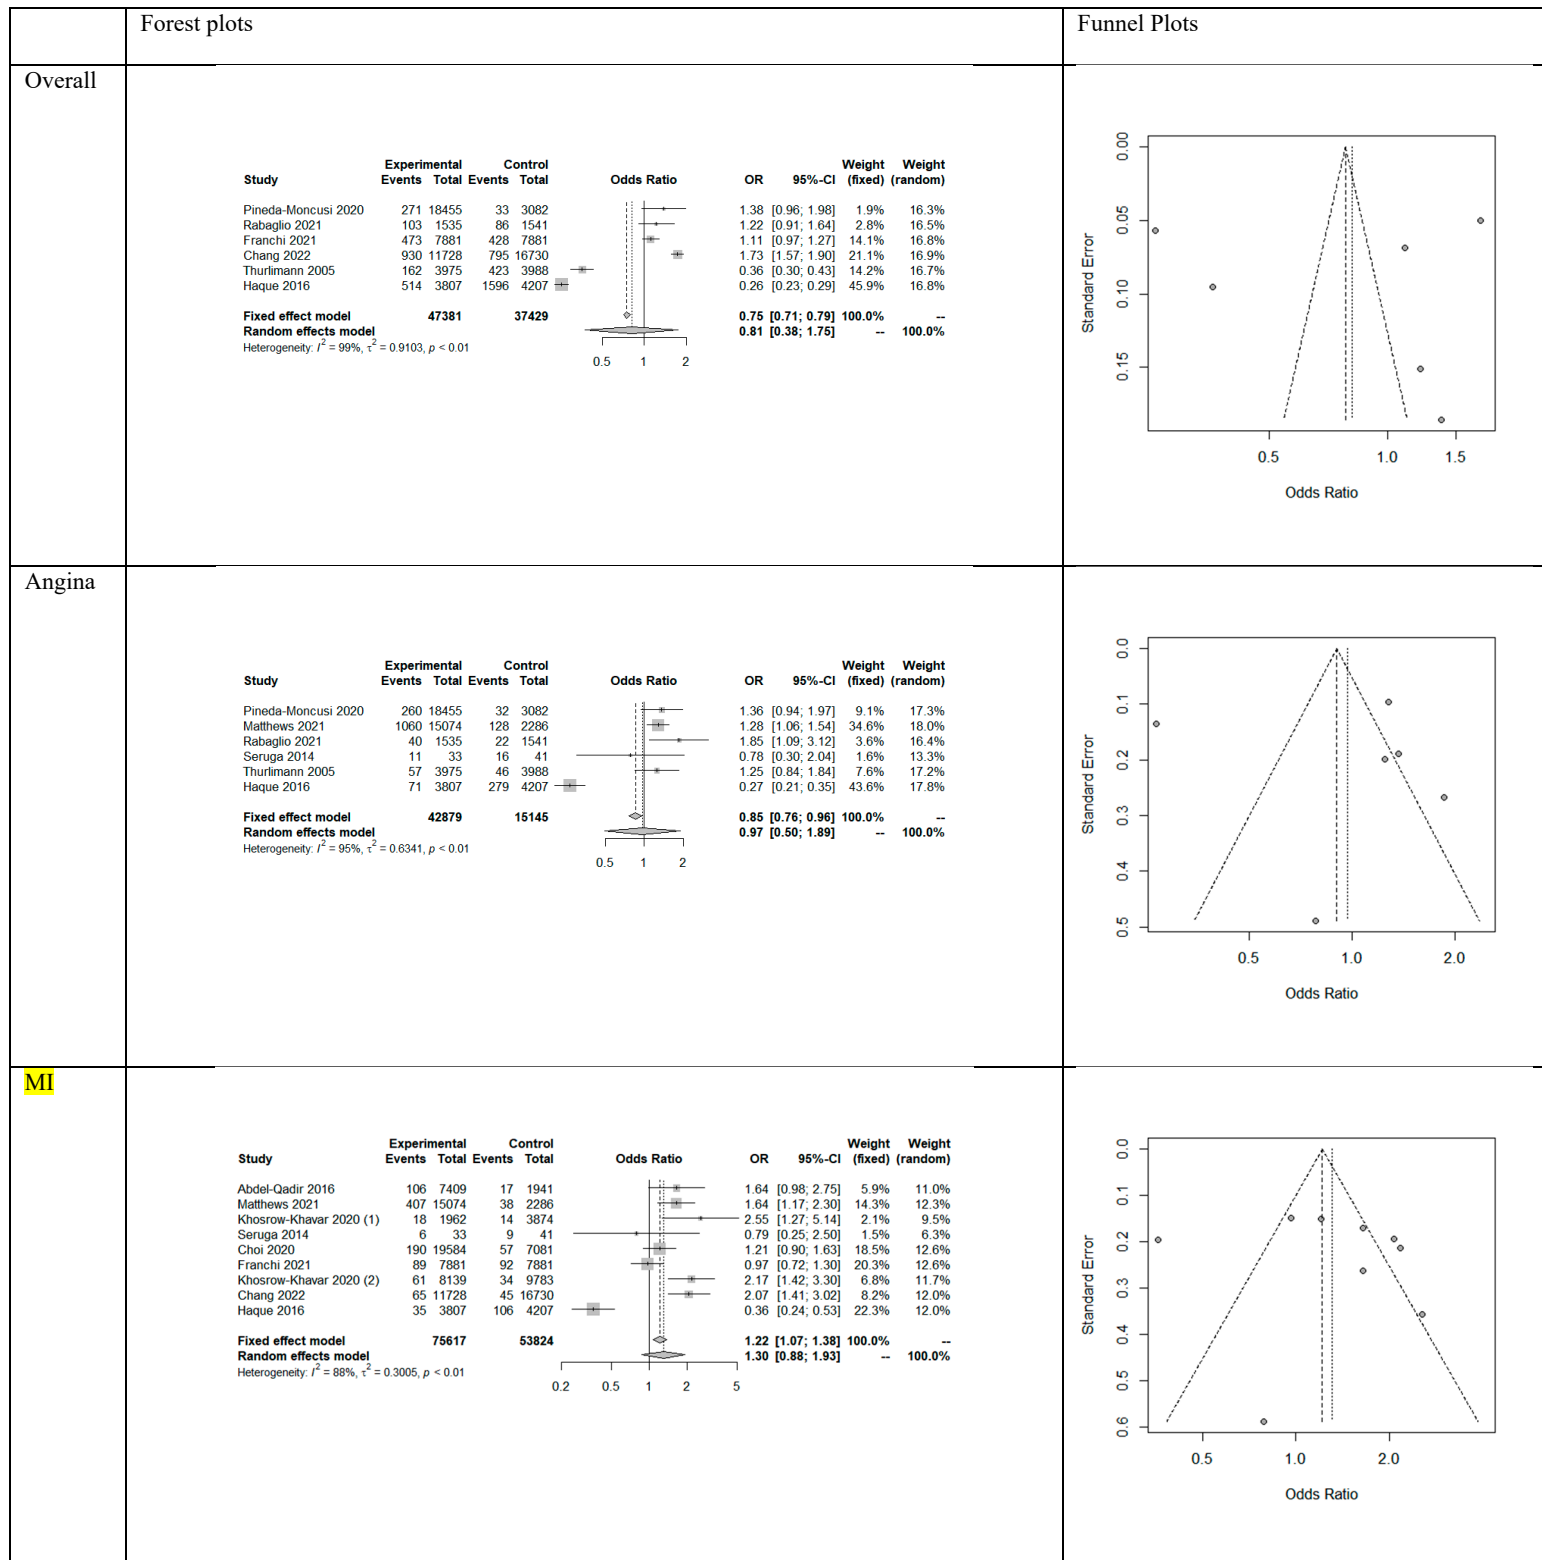 Forest plots
Funnel Plots
Overall
Experimental Control Weight Weight
Study Events Total Events Total Odds Ratio OR 95%-CI (fixed) (random)
Pineda-Moncusi 2020 271 18455 33 3082 1.38 [0.96; 1.98] 1.9% 16.3%
Rabaglio 2021 103 1535 86 1541 1.22 [0.91; 1.64] 2.8% 16.5%
Franchi 2021 473 7881 428 7881 1.11 [0.97; 1.27] 14.1% 16.8%
Chang 2022 930 11728 795 16730 1.73 [1.57; 1.90] 21.1% 16.9%
Thurlimann 2005 162 3975 423 3988 0.36 [0.30; 0.43] 14.2% 16.7%
Haque 2016 514 3807 1596 4207 0.26 [0.23; 0.29] 45.9% 16.8%
Fixed effect model 47381 37429 0.75 [0.71; 0.79] 100.0% --
Random effects model 0.81 [0.38; 1.75] -- 100.0%
Heterogeneity: I² = 99%, τ² = 0.9103, p < 0.01
0.5 1 2
0.00
0.05
0.10
0.15
Standard Error
0.5 1.0 1.5
Odds Ratio
Angina
Experimental Control Weight Weight
Study Events Total Events Total Odds Ratio OR 95%-CI (fixed) (random)
Pineda-Moncusi 2020 260 18455 32 3082 1.36 [0.94; 1.97] 9.1% 17.3%
Matthews 2021 1060 15074 128 2286 1.28 [1.06; 1.54] 34.6% 18.0%
Rabaglio 2021 40 1535 22 1541 1.85 [1.09; 3.12] 3.6% 16.4%
Seruga 2014 11 33 16 41 0.78 [0.30; 2.04] 1.6% 13.3%
Thurlimann 2005 57 3975 46 3988 1.25 [0.84; 1.84] 7.6% 17.2%
Haque 2016 71 3807 279 4207 0.27 [0.21; 0.35] 43.6% 17.8%
Fixed effect model 42879 15145 0.85 [0.76; 0.96] 100.0% --
Random effects model 0.97 [0.50; 1.89] -- 100.0%
Heterogeneity: I² = 95%, τ² = 0.6341, p < 0.01
0.5 1 2
0.0
0.1
0.2
0.3
0.4
0.5
Standard Error
0.5 1.0 2.0
Odds Ratio
MI
Experimental Control Weight Weight
Study Events Total Events Total Odds Ratio OR 95%-CI (fixed) (random)
Abdel-Qadir 2016 106 7409 17 1941 1.64 [0.98; 2.75] 5.9% 11.0%
Matthews 2021 407 15074 38 2286 1.64 [1.17; 2.30] 14.3% 12.3%
Khosrow-Khavar 2020 (1) 18 1962 14 3874 2.55 [1.27; 5.14] 2.1% 9.5%
Seruga 2014 6 33 9 41 0.79 [0.25; 2.50] 1.5% 6.3%
Choi 2020 190 19584 57 7081 1.21 [0.90; 1.63] 18.5% 12.6%
Franchi 2021 89 7881 92 7881 0.97 [0.72; 1.30] 20.3% 12.6%
Khosrow-Khavar 2020 (2) 61 8139 34 9783 2.17 [1.42; 3.30] 6.8% 11.7%
Chang 2022 65 11728 45 16730 2.07 [1.41; 3.02] 8.2% 12.0%
Haque 2016 35 3807 106 4207 0.36 [0.24; 0.53] 22.3% 12.0%
Fixed effect model 75617 53824 1.22 [1.07; 1.38] 100.0% --
Random effects model 1.30 [0.88; 1.93] -- 100.0%
Heterogeneity: I² = 88%, τ² = 0.3005, p < 0.01
0.2 0.5 1 2 5
0.0
0.1
0.2
0.3
0.4
0.5
0.6
Standard Error
0.5 1.0 2.0
Odds Ratio